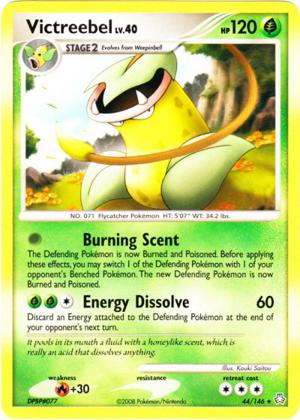 Victreebel LV.40 HP 120
STAGE 2 Evolves from Weepinbell
NO. 071 Flycatcher Pokémon HT: 5'07" WT: 34.2 lbs.
Burning Scent
The Defending Pokémon is now Burned and Poisoned. Before applying
these effects, you may switch 1 of the Defending Pokémon with 1 of your
opponent's Benched Pokémon. The new Defending Pokémon is now
Burned and Poisoned.
Energy Dissolve 60
Discard an Energy attached to the Defending Pokémon at the end of
your opponent's next turn.
It pools in its mouth a fluid with a honeylike scent, which is
really an acid that dissolves anything.
Illus. Kouki Saitou
weakness resistance retreat cost
+30
DPBP#077 ©2008 Pokémon/Nintendo 44/146 ★